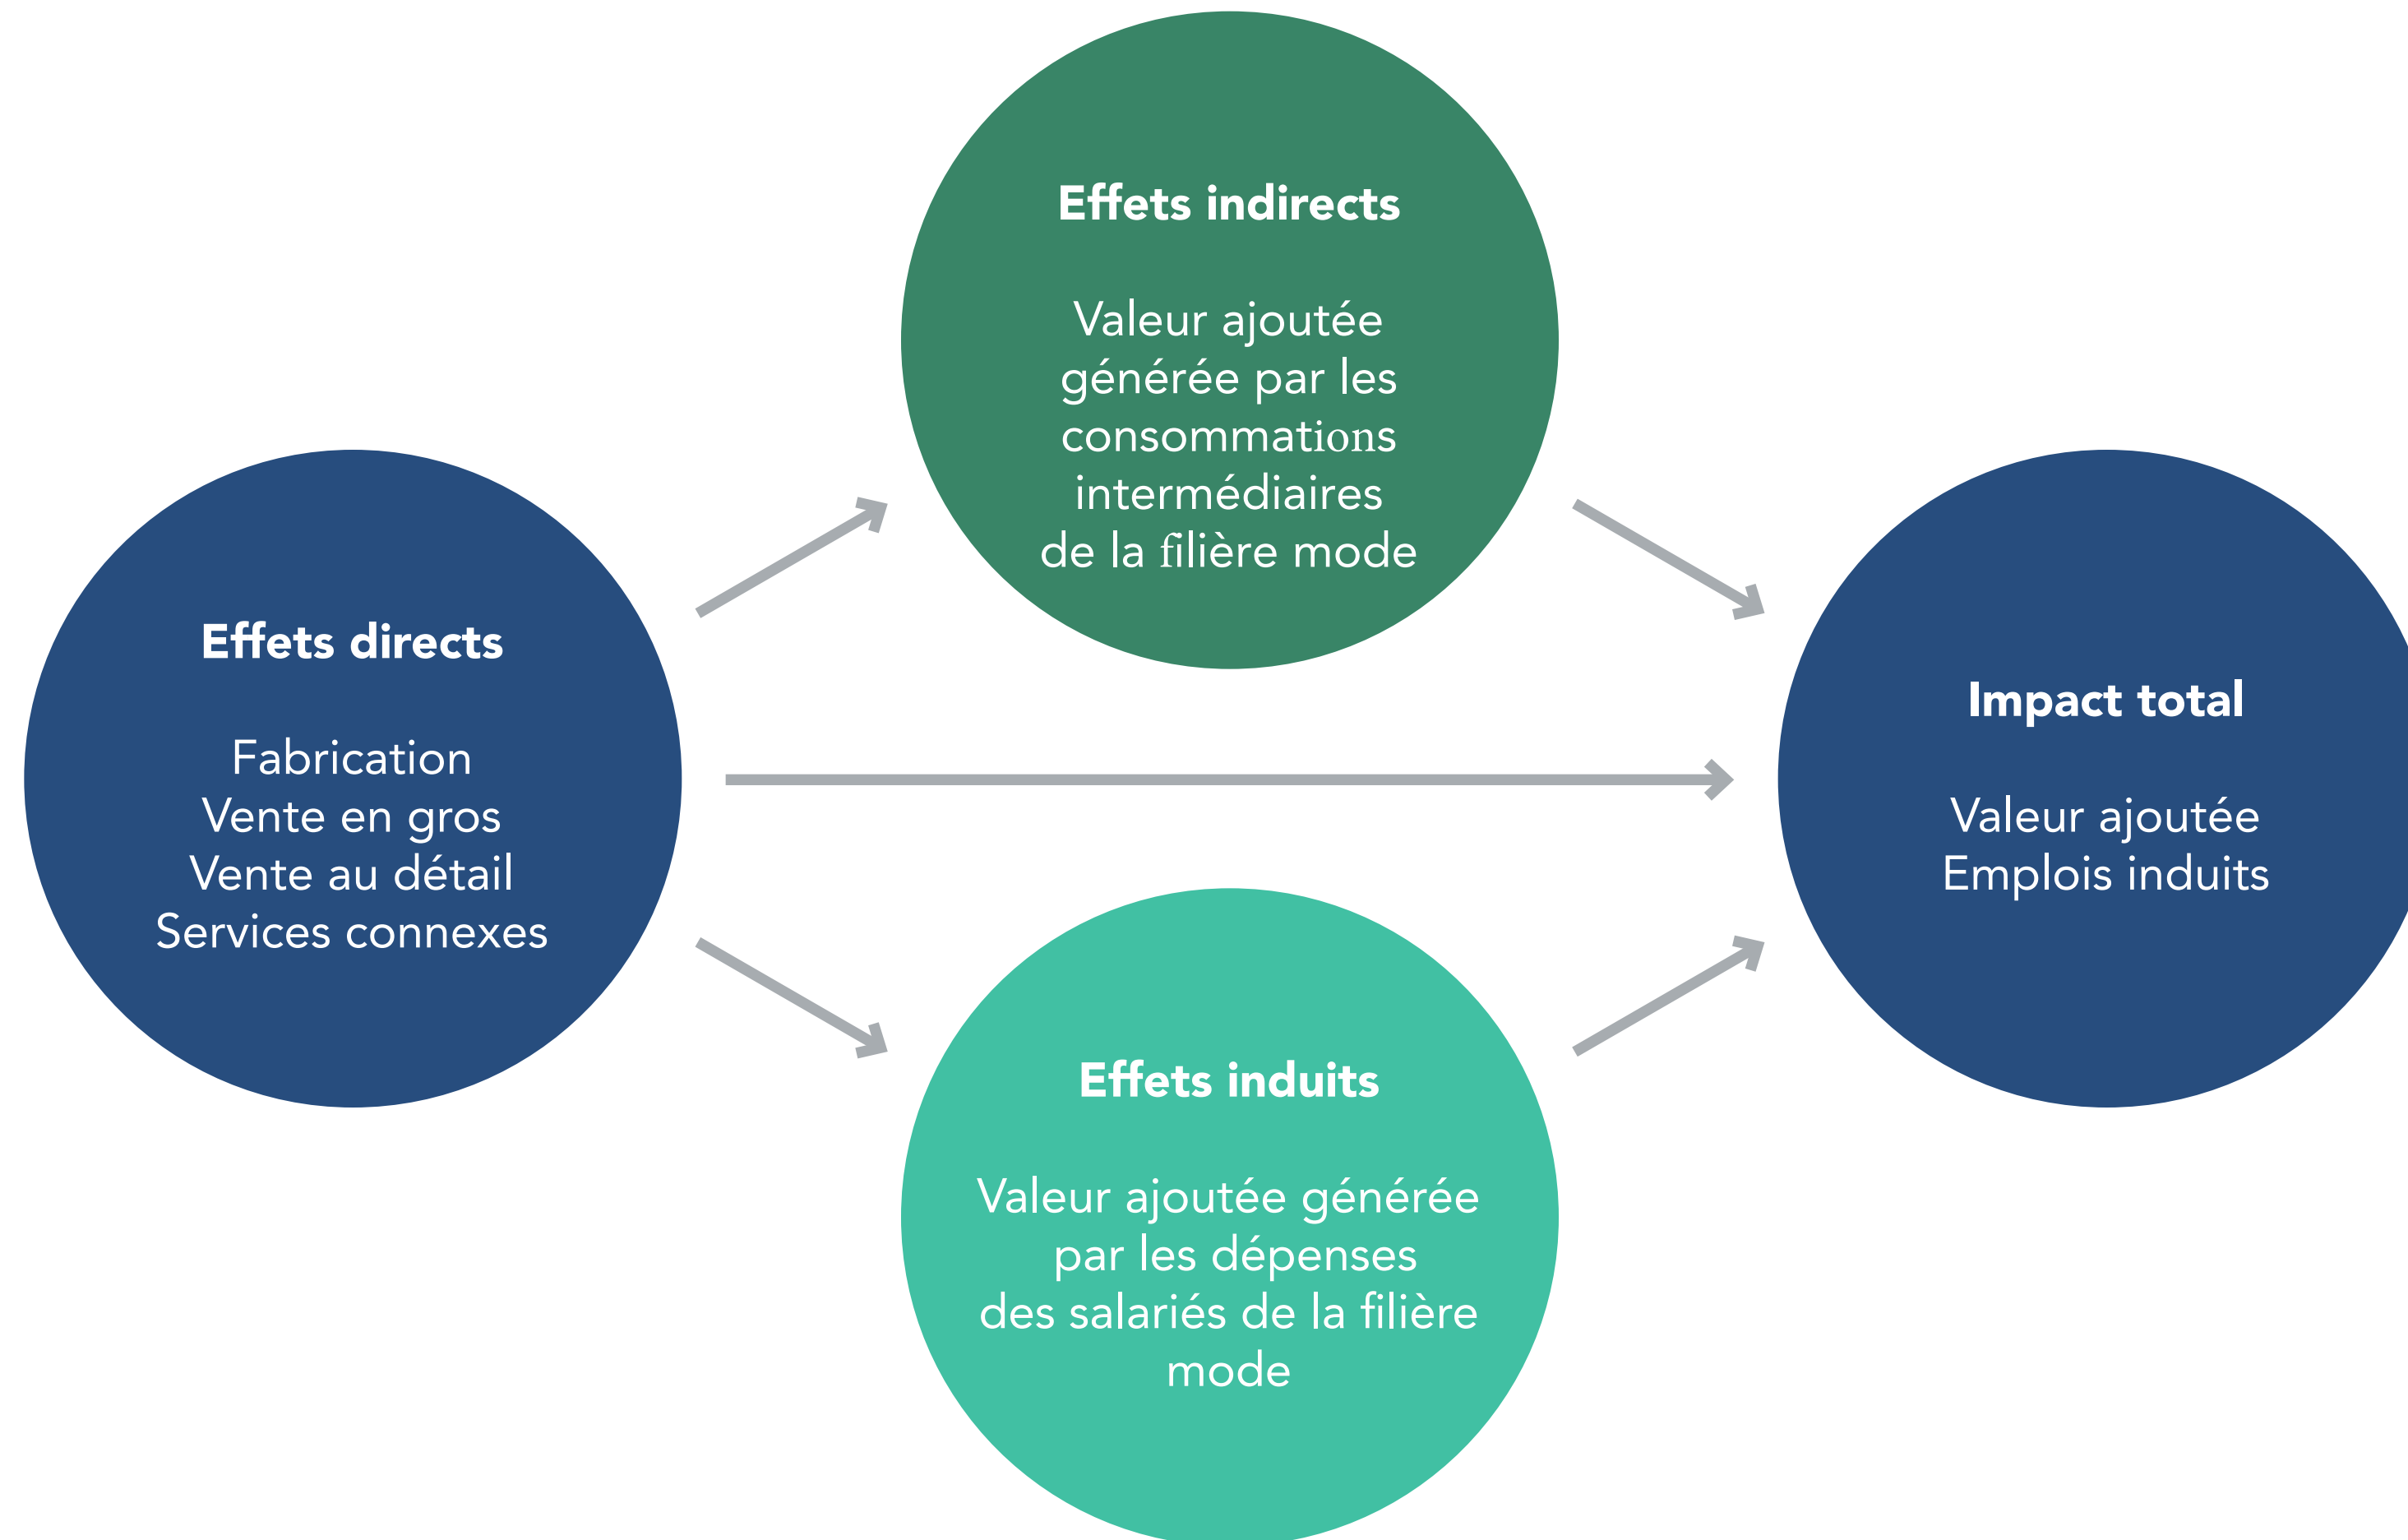 Effets directs
Fabrication
Vente en gros
Vente au détail
Services connexes
Effets indirects
Valeur ajoutée
générée par les
consommations
intermédiaires
de la filière mode
Effets induits
Valeur ajoutée générée
par les dépenses
des salariés de la filière
mode
Impact total
Valeur ajoutée
Emplois induits